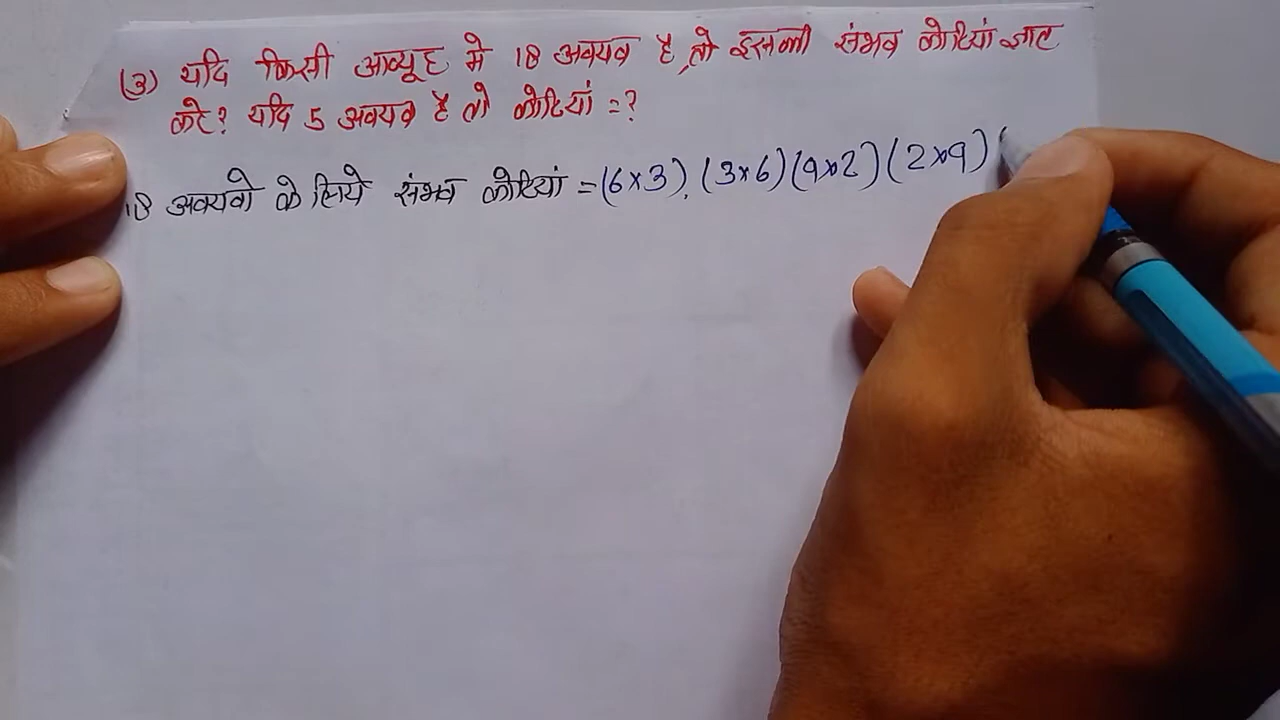 (3) यदि किसी आव्यूह मे 18 अवयव है, तो इसकी संभव कोटियां ज्ञात
करे? यदि 5 अवयव है तो कोटियां =?
18 अवयवो के लिये संभव कोटियां = (6×3), (3×6) (9×2) (2×9) (